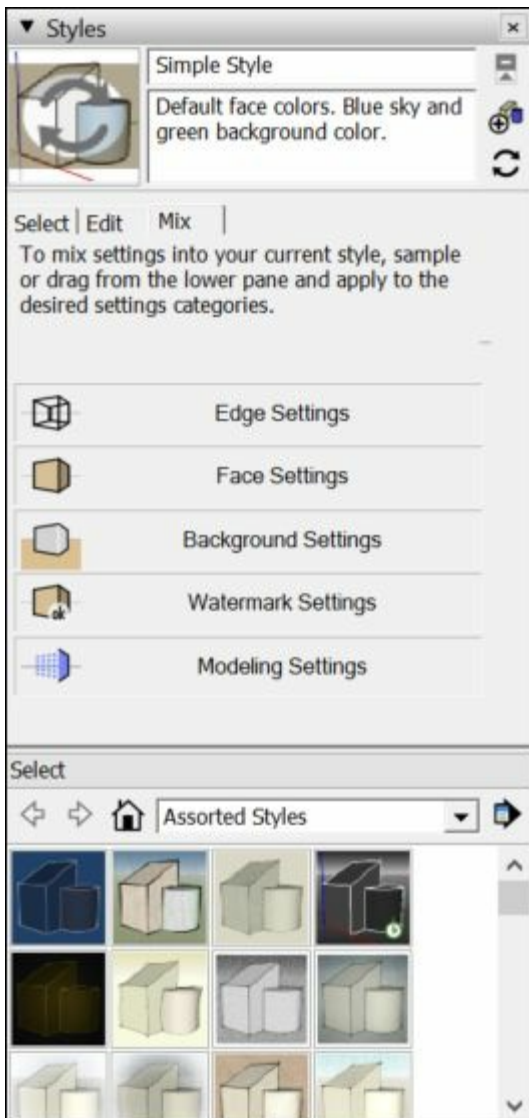 Styles
Simple Style
Default face colors. Blue sky and
green background color.
Select Edit Mix
To mix settings into your current style, sample
or drag from the lower pane and apply to the
desired settings categories.
Edge Settings
Face Settings
Background Settings
ok
Watermark Settings
Modeling Settings
Select
Assorted Styles